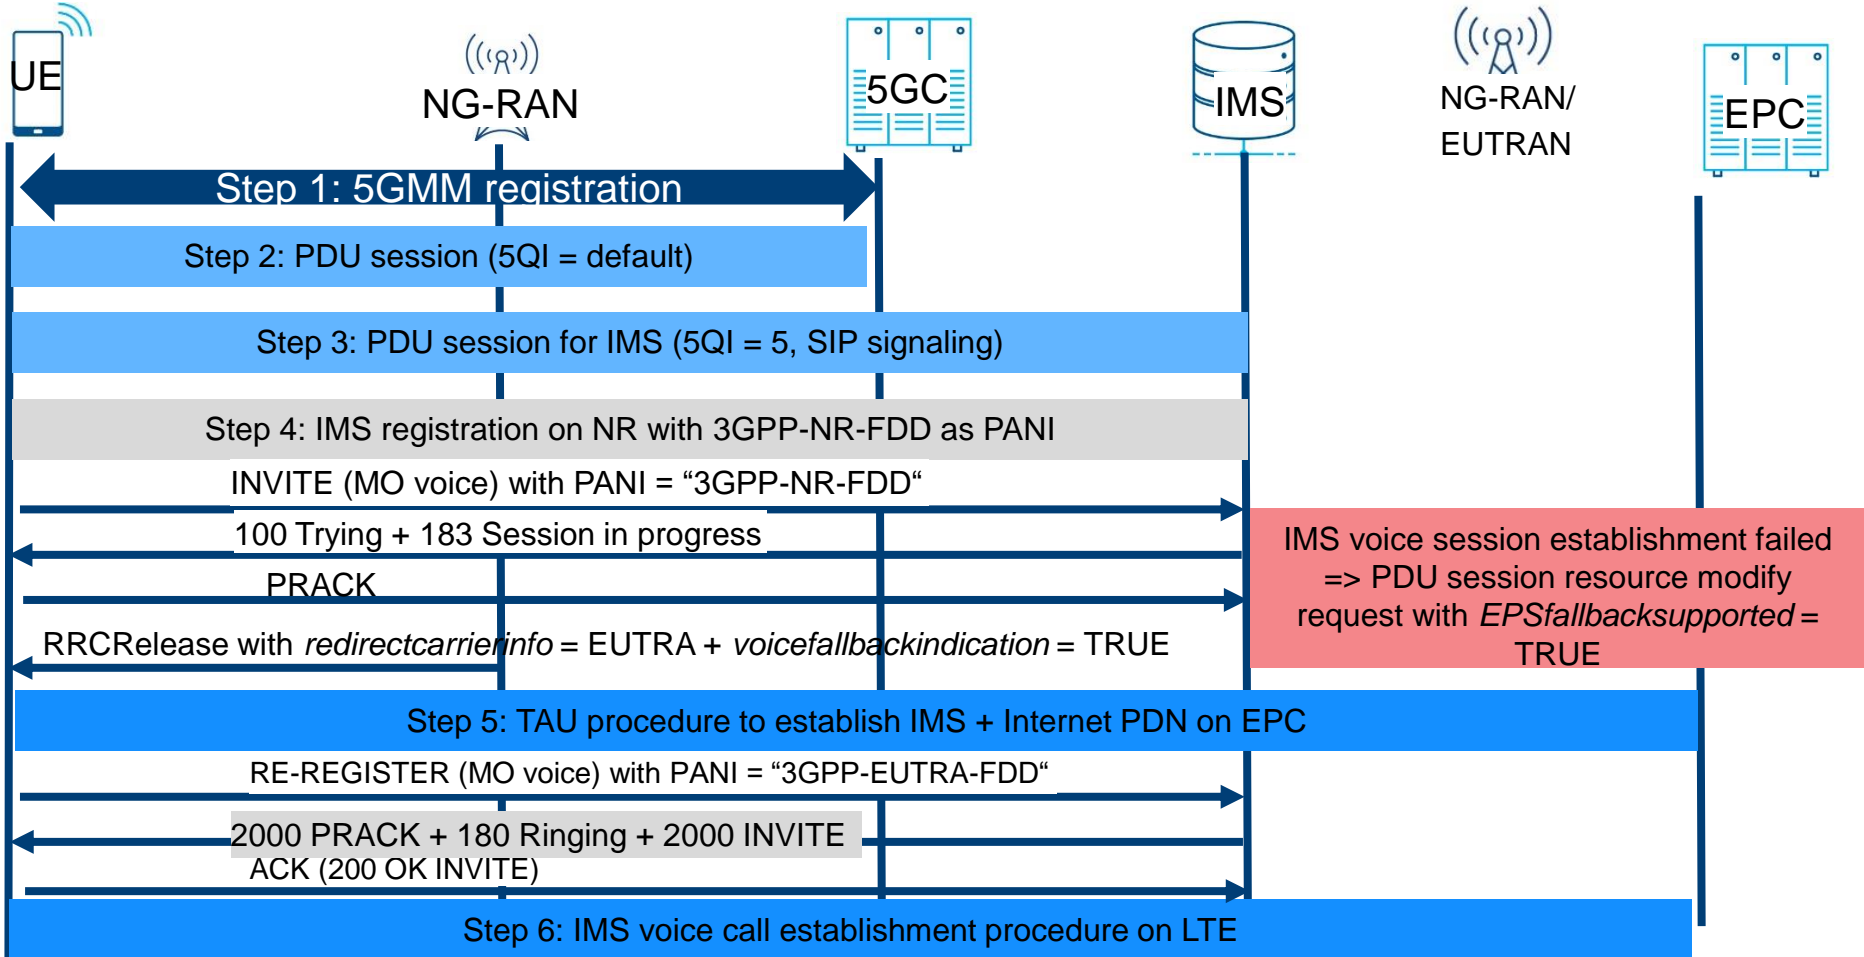 UE
NG-RAN
5GC
IMS
NG-RAN/
EUTRAN
EPC
Step 1: 5GMM registration
Step 2: PDU session (5QI = default)
Step 3: PDU session for IMS (5QI = 5, SIP signaling)
Step 4: IMS registration on NR with 3GPP-NR-FDD as PANI
INVITE (MO voice) with PANI = “3GPP-NR-FDD“
100 Trying + 183 Session in progress
PRACK
IMS voice session establishment failed
=> PDU session resource modify
request with EPSfallbacksupported =
TRUE
RRCRelease with redirectcarrierinfo = EUTRA + voicefallbackindication = TRUE
Step 5: TAU procedure to establish IMS + Internet PDN on EPC
RE-REGISTER (MO voice) with PANI = “3GPP-EUTRA-FDD“
2000 PRACK + 180 Ringing + 2000 INVITE
ACK (200 OK INVITE)
Step 6: IMS voice call establishment procedure on LTE